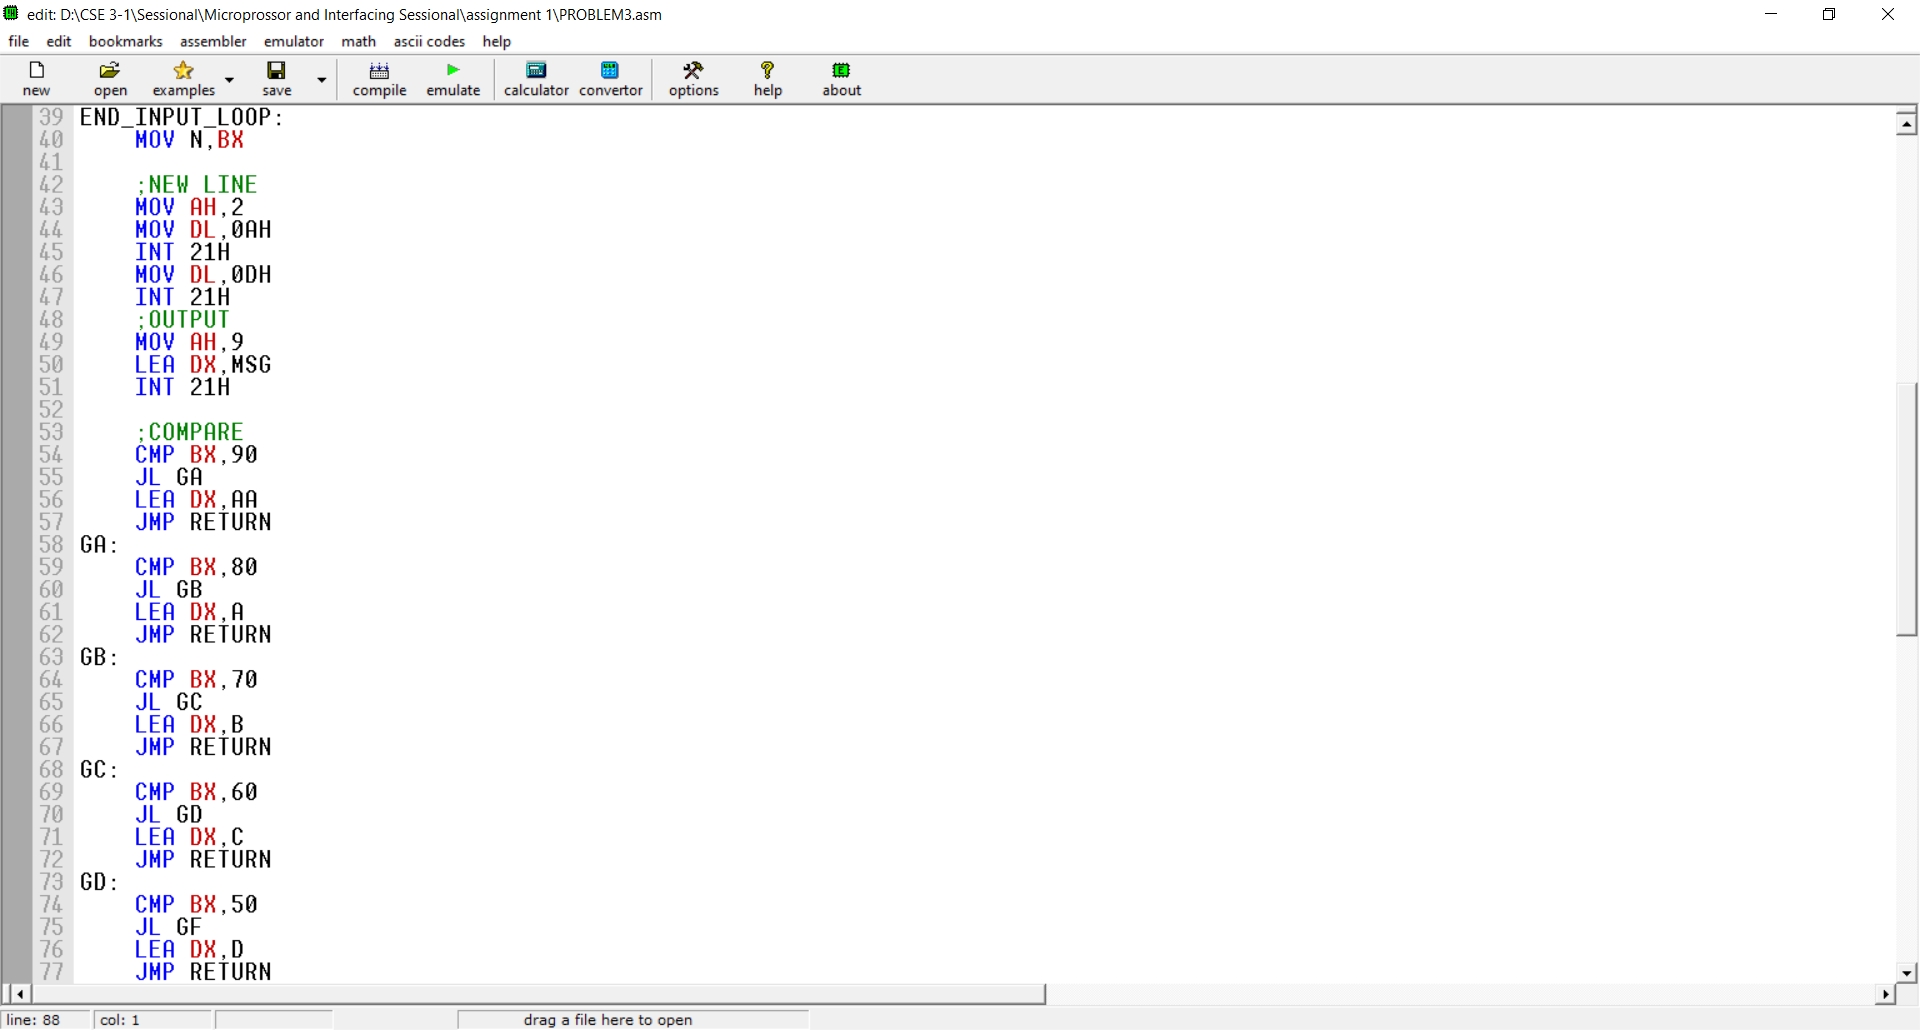 edit: D:\CSE 3-1\Sessional\Microprossor and Interfacing Sessional\assignment 1\PROBLEM3.asm
file edit bookmarks assembler emulator math ascii codes help
new open examples save compile emulate calculator convertor options help about
39 END_INPUT_LOOP:
40 MOV N,BX
41
42 ;NEW LINE
43 MOV AH,2
44 MOV DL,0AH
45 INT 21H
46 MOV DL,0DH
47 INT 21H
48 ;OUTPUT
49 MOV AH,9
50 LEA DX,MSG
51 INT 21H
52
53 ;COMPARE
54 CMP BX,90
55 JL GA
56 LEA DX,AA
57 JMP RETURN
58 GA:
59 CMP BX,80
60 JL GB
61 LEA DX,A
62 JMP RETURN
63 GB:
64 CMP BX,70
65 JL GC
66 LEA DX,B
67 JMP RETURN
68 GC:
69 CMP BX,60
70 JL GD
71 LEA DX,C
72 JMP RETURN
73 GD:
74 CMP BX,50
75 JL GF
76 LEA DX,D
77 JMP RETURN
line: 88 col: 1 drag a file here to open